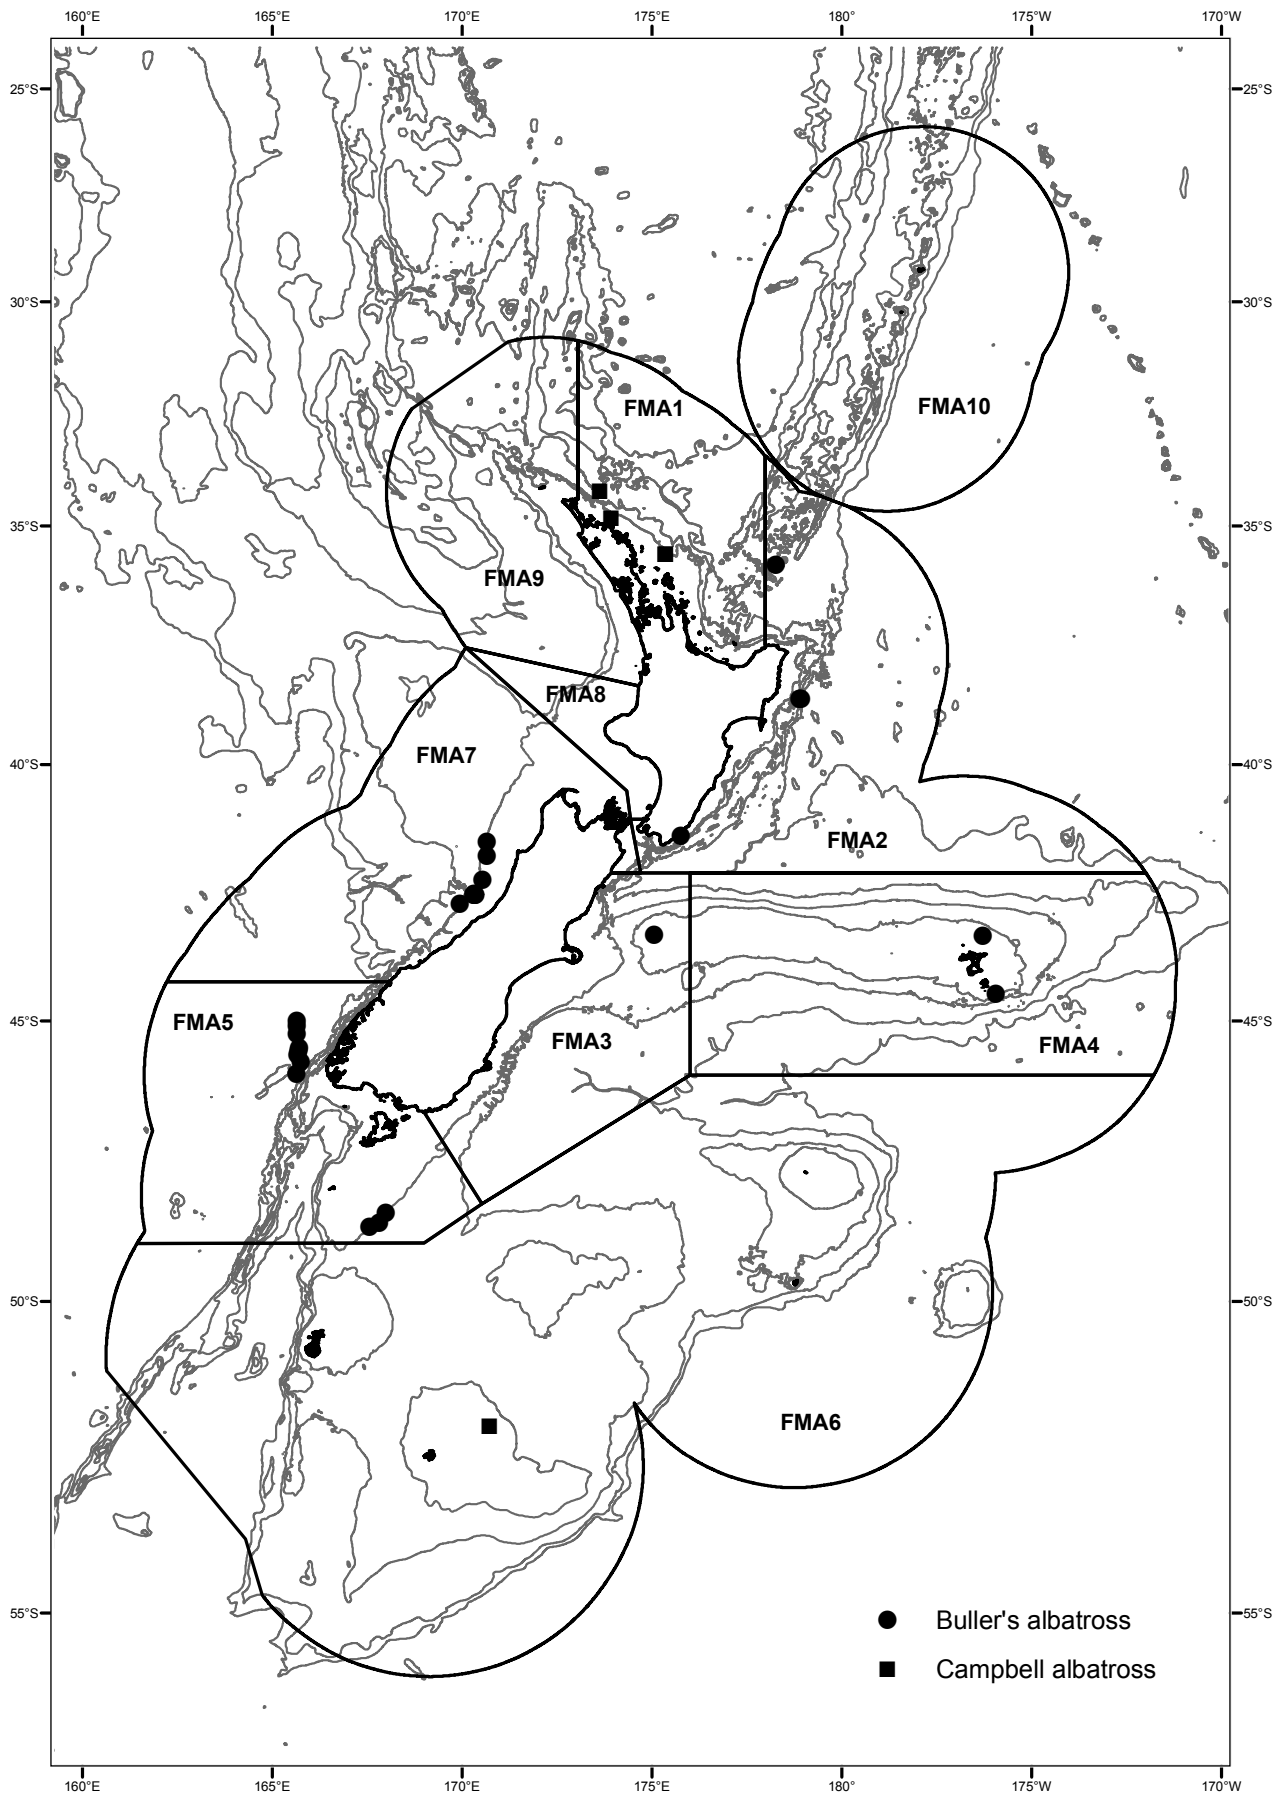 160°E 165°E 170°E 175°E 180° 175°W 170°W
25°S 25°S
30°S 30°S
FMA1
FMA10
35°S 35°S
FMA9
FMA8
FMA7
40°S 40°S
FMA2
FMA5
45°S 45°S
FMA3
FMA4
50°S 50°S
FMA6
55°S 55°S
Buller's albatross
Campbell albatross
160°E 165°E 170°E 175°E 180° 175°W 170°W